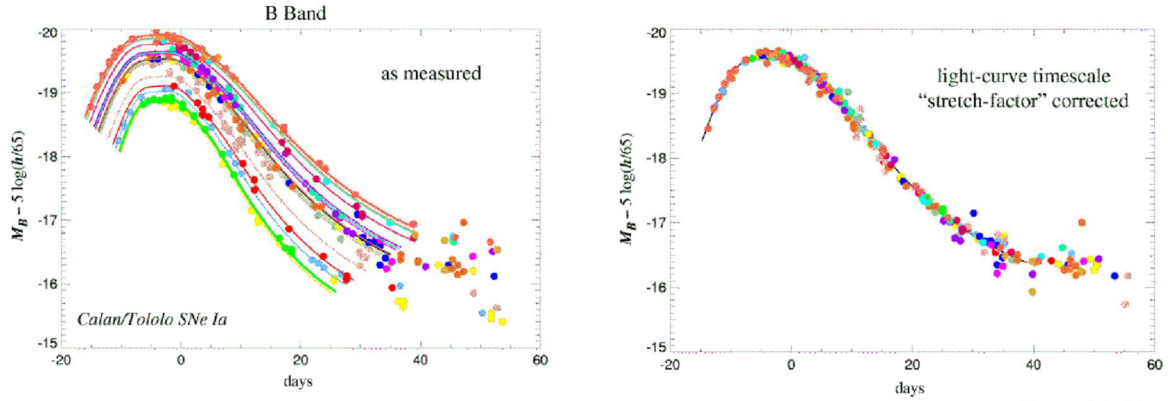 B Band
-20
as measured
-19
-18
M_B – 5 log(h/65)
-17
-16
Calan/Tololo SNe Ia
-15
-20 0 20 40 60
days
-20
light-curve timescale
“stretch-factor” corrected
-19
-18
M_B – 5 log(h/65)
-17
-16
-15
-20 0 20 40 60
days